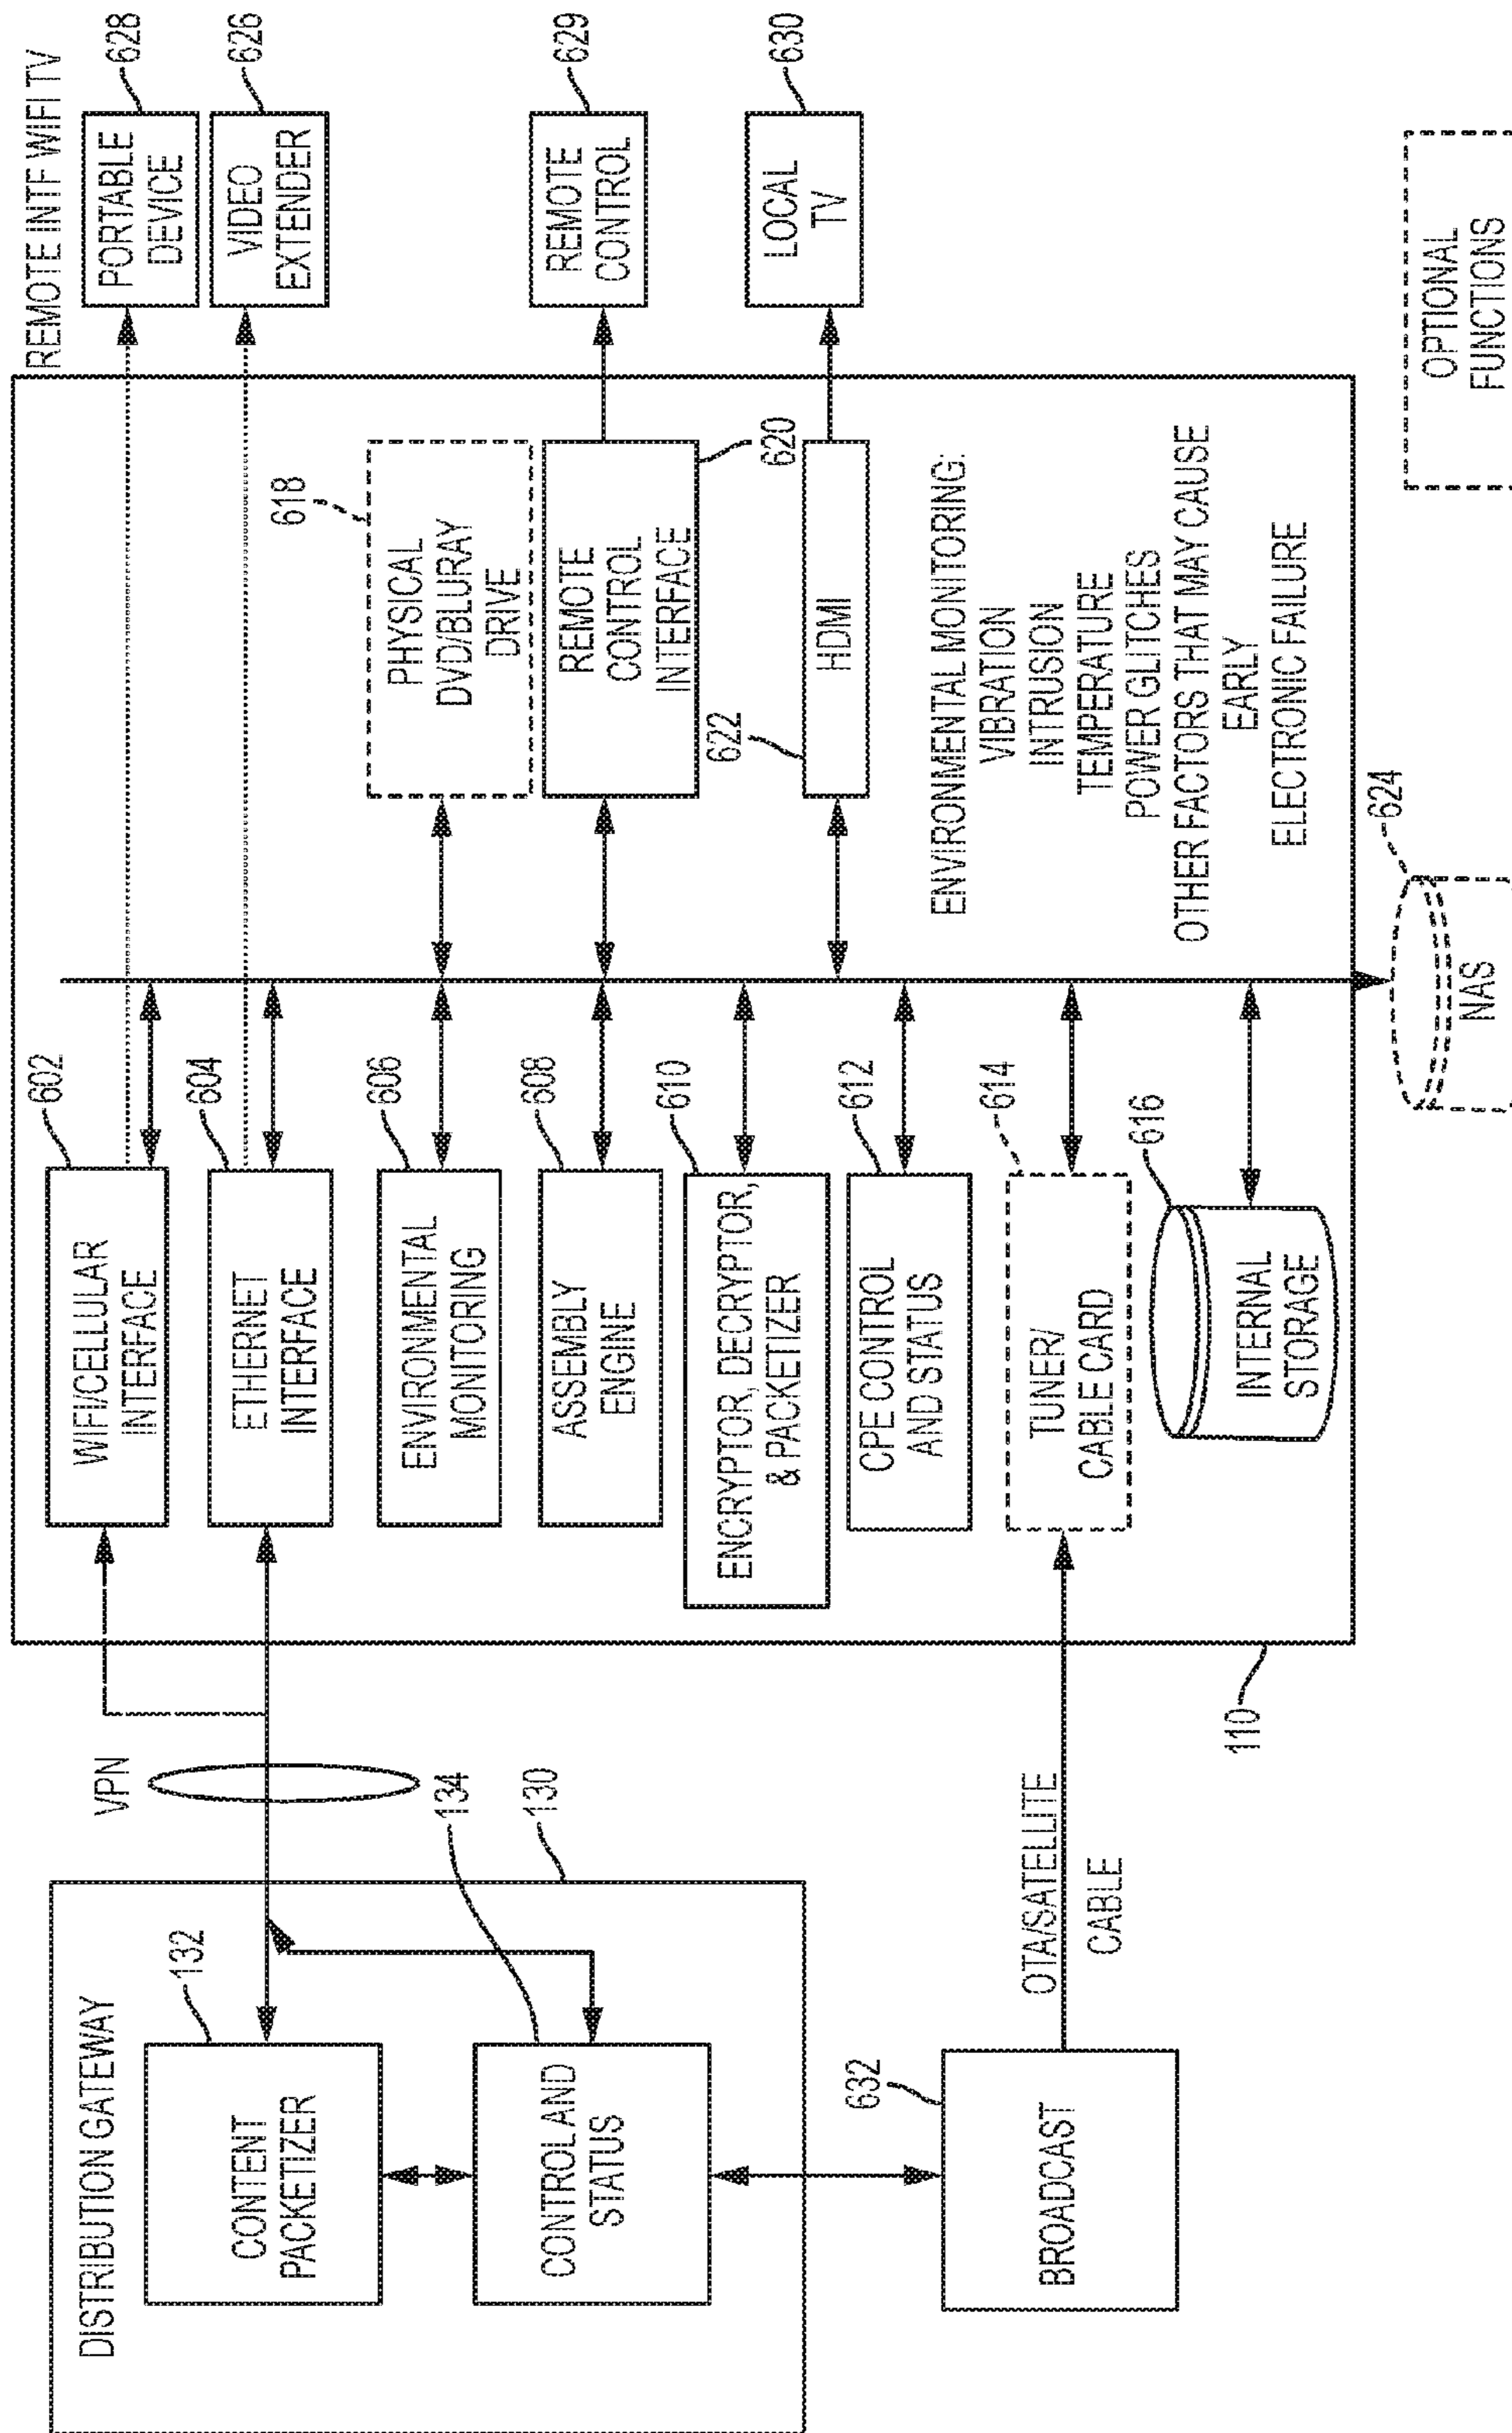 DISTRIBUTION GATEWAY
132
CONTENT
PACKETIZER
134
CONTROL AND
STATUS
130
VPN
632
BROADCAST
OTA/SATELLITE
CABLE
110
602
WIFI/CELLULAR
INTERFACE
604
ETHERNET
INTERFACE
606
ENVIRONMENTAL
MONITORING
608
ASSEMBLY
ENGINE
610
ENCRYPTOR, DECRYPTOR,
& PACKETIZER
612
CPE CONTROL
AND STATUS
614
TUNER/
CABLE CARD
616
INTERNAL
STORAGE
618
PHYSICAL
DVD/BLURAY
DRIVE
REMOTE
CONTROL
INTERFACE
620
622
HDMI
ENVIRONMENTAL MONITORING:
VIBRATION
INTRUSION
TEMPERATURE
POWER GLITCHES
OTHER FACTORS THAT MAY CAUSE
EARLY
ELECTRONIC FAILURE
624
NAS
REMOTE INTF WIFI TV
PORTABLE
DEVICE
628
VIDEO
EXTENDER
626
REMOTE
CONTROL
629
LOCAL
TV
630
OPTIONAL
FUNCTIONS